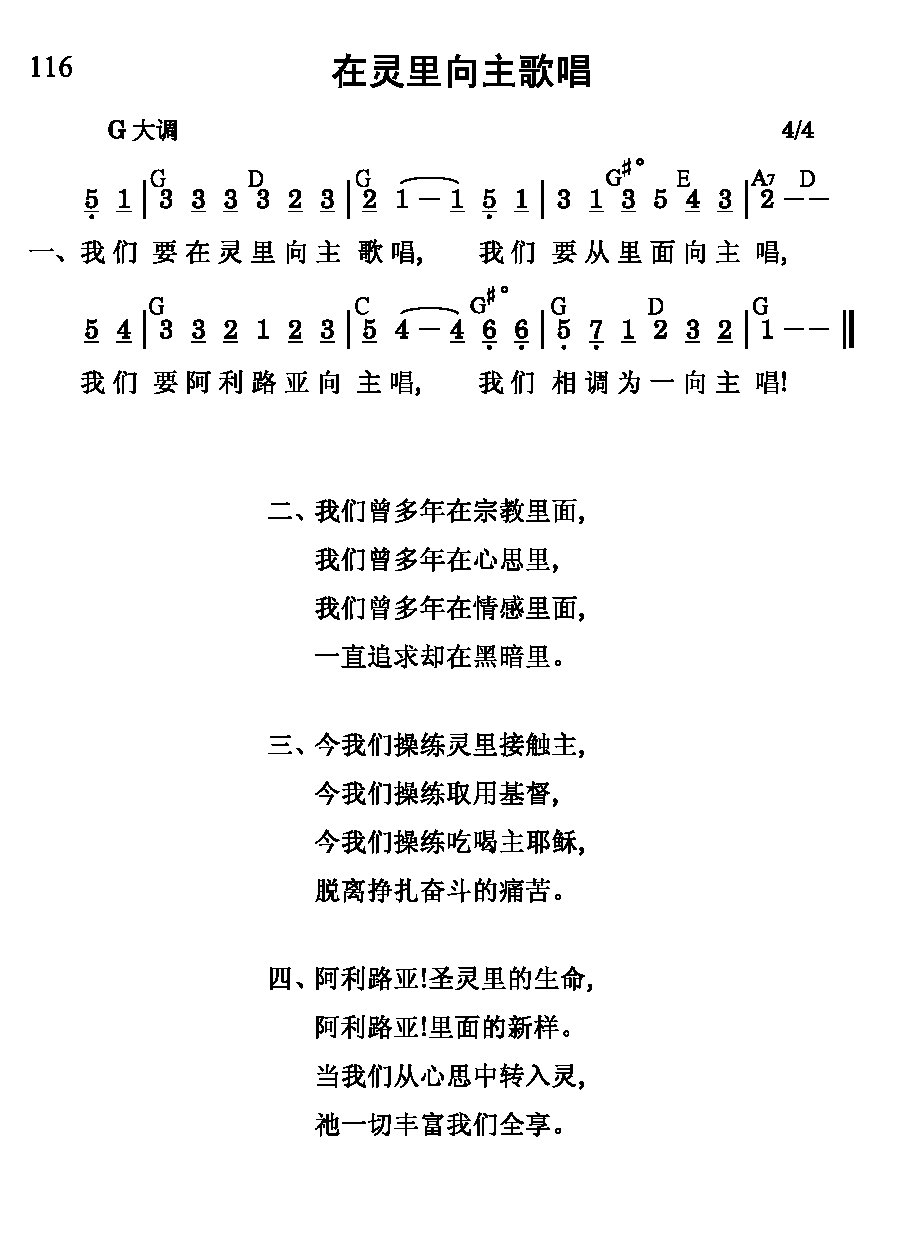 116
在灵里向主歌唱
G 大调 4/4
G D G G♯° E A7 D
5̣ 1 | 3 3 3 3 2 3 | 2 1 - 1 5̣ 1 | 3 1 3 5 4 3 | 2 - -
一、我们 要在灵里向主 歌唱, 我们 要从里面向主 唱,
G C G♯° G D G
5 4 | 3 3 2 1 2 3 | 5 4 - 4 6̣ 6̣ | 5̣ 7̣ 1 2 3 2 | 1 - - ‖
我们 要阿利路亚向 主唱, 我们 相调为一向主 唱!
二、我们曾多年在宗教里面,
我们曾多年在心思里,
我们曾多年在情感里面,
一直追求却在黑暗里。
三、今我们操练灵里接触主,
今我们操练取用基督,
今我们操练吃喝主耶稣,
脱离挣扎奋斗的痛苦。
四、阿利路亚!圣灵里的生命,
阿利路亚!里面的新样。
当我们从心思中转入灵,
祂一切丰富我们全享。